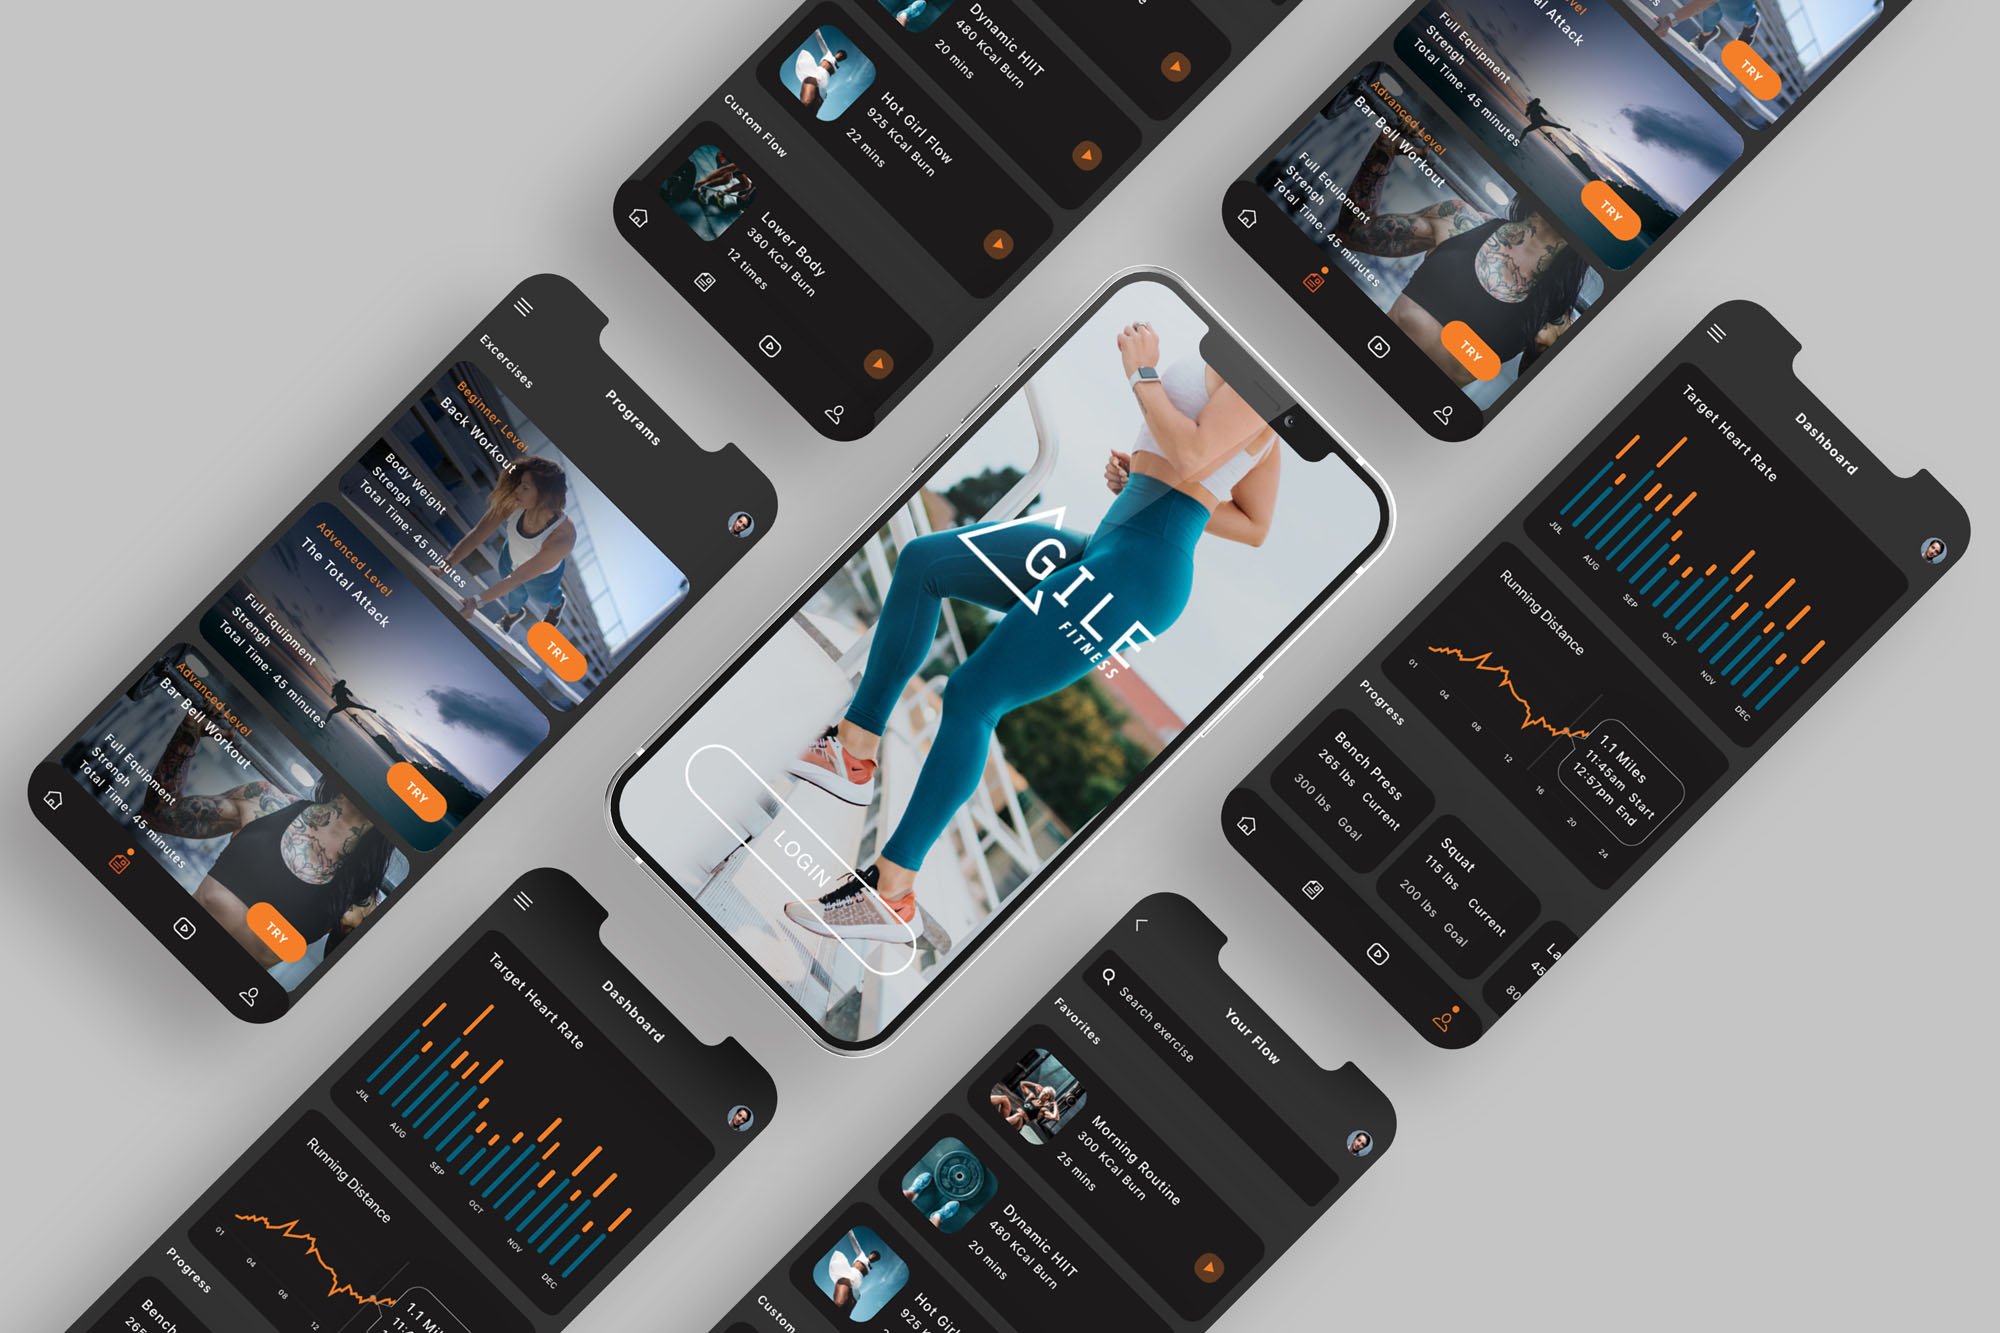 Dynamic HIIT
480 KCal Burn
20 mins
Hot Girl Flow
925 KCal Burn
22 mins
Custom Flow
Lower Body
380 KCal Burn
12 times
al Attack
Full Equipment
Strengh
Total Time: 45 minutes
TRY
TRY
Advanced Level
Bar Bell Workout
Full Equipment
Strengh
Total Time: 45 minutes
TRY
Programs
Excercises
Beginner Level
Back Workout
Body Weight
Strengh
Total Time: 45 minutes
TRY
Advenced Level
The Total Attack
Full Equipment
Strengh
Total Time: 45 minutes
TRY
Advanced Level
Bar Bell Workout
Full Equipment
Strengh
Total Time: 45 minutes
TRY
GILE
FITNESS
LOGIN
Dashboard
Target Heart Rate
JUL AUG SEP OCT NOV DEC
Running Distance
01 04 08 12 16 20 24
1.1 Miles
11:45am Start
12:57pm End
Progress
Bench Press
265 lbs Current
300 lbs Goal
Squat
115 lbs Current
200 lbs Goal
La
45
80
Dashboard
Target Heart Rate
JUL AUG SEP OCT NOV DEC
Running Distance
01 04 08 12
1.1 Mil
Progress
Bench
265
Your Flow
Search exercise
Favorites
Morning Routine
300 KCal Burn
25 mins
Dynamic HIIT
480 KCal Burn
20 mins
Hot Girl
925 K
Custom